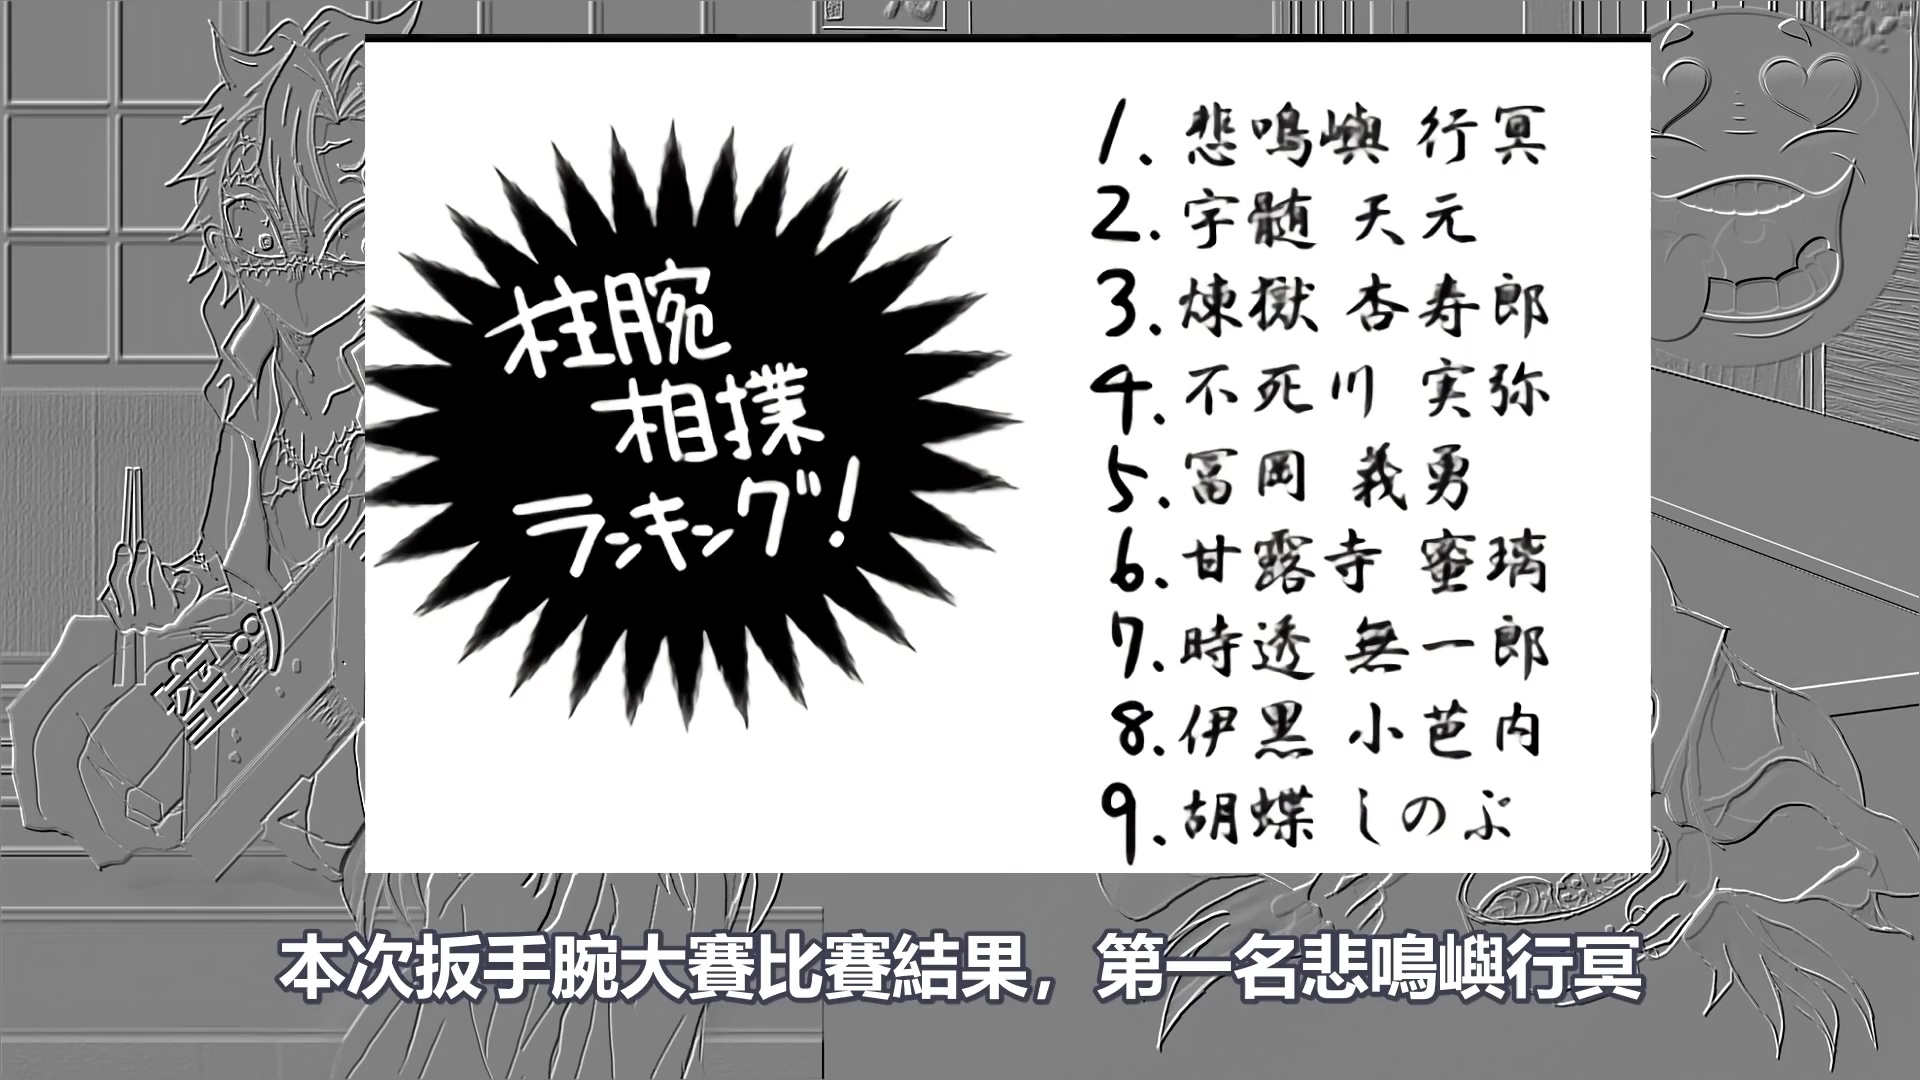 柱腕
相撲
ランキング!
1. 悲鳴嶼 行冥
2. 宇髄 天元
3. 煉獄 杏寿郎
4. 不死川 実弥
5. 冨岡 義勇
6. 甘露寺 蜜璃
7. 時透 無一郎
8. 伊黒 小芭内
9. 胡蝶 しのぶ
空
本次扳手腕大賽比賽結果，第一名悲鳴嶼行冥